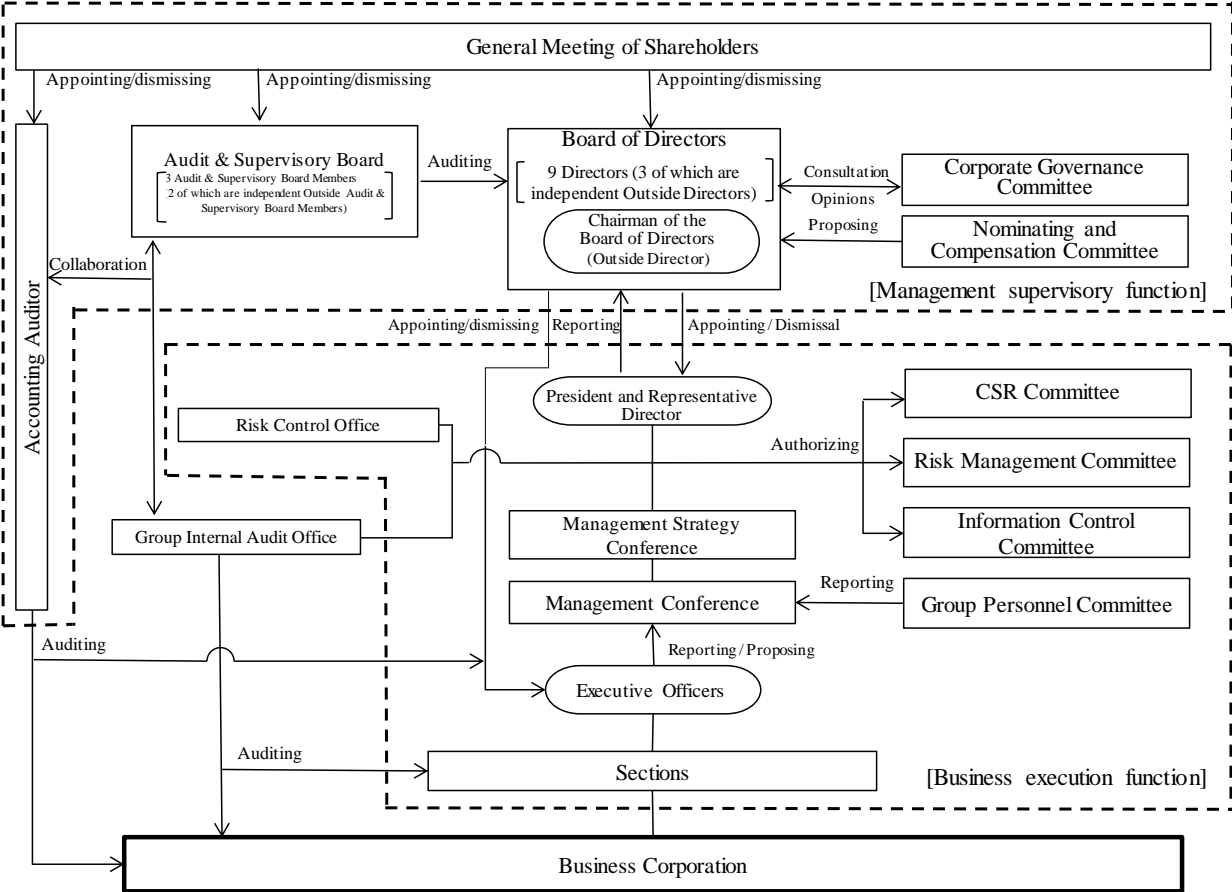 General Meeting of Shareholders
Appointing/dismissing
Appointing/dismissing
Appointing/dismissing
Audit & Supervisory Board
3 Audit & Supervisory Board Members
2 of which are independent Outside Audit &
Supervisory Board Members)
Auditing
Board of Directors
9 Directors (3 of which are
independent Outside Directors)
Chairman of the
Board of Directors
(Outside Director)
Consultation
Opinions
Corporate Governance
Committee
Proposing
Nominating and
Compensation Committee
[Management supervisory function]
Collaboration
Accounting Auditor
Appointing/dismissing
Reporting
Appointing / Dismissal
President and Representative
Director
Risk Control Office
Authorizing
CSR Committee
Risk Management Committee
Information Control
Committee
Group Internal Audit Office
Management Strategy
Conference
Management Conference
Reporting
Group Personnel Committee
Auditing
Reporting / Proposing
Executive Officers
Auditing
Sections
[Business execution function]
Business Corporation